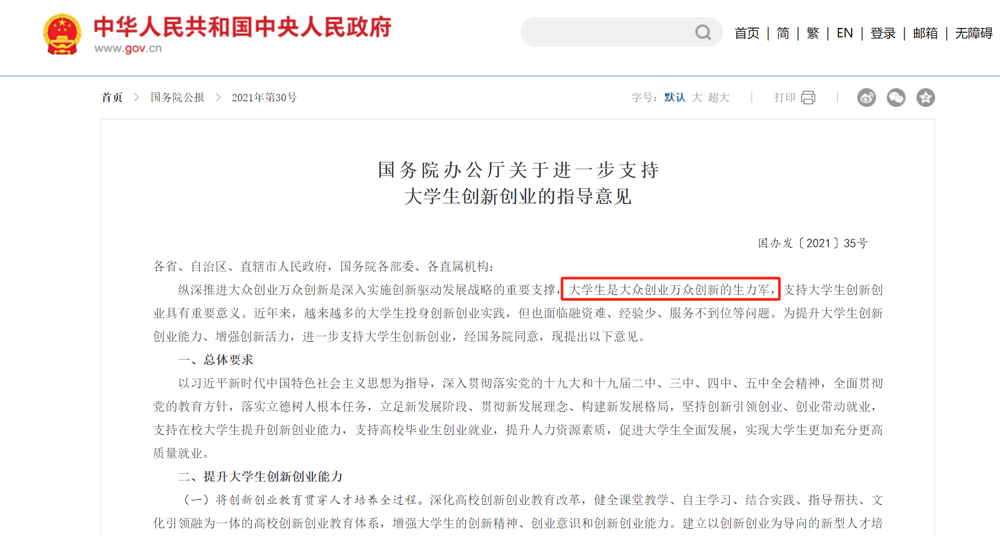 中华人民共和国中央人民政府
www.gov.cn
首页 | 简 | 繁 | EN | 登录 | 邮箱 | 无障碍
首页 > 国务院公报 > 2021年第30号
字号：默认 大 超大 | 打印 |
国务院办公厅关于进一步支持
大学生创新创业的指导意见
国办发〔2021〕35号
各省、自治区、直辖市人民政府，国务院各部委、各直属机构：
纵深推进大众创业万众创新是深入实施创新驱动发展战略的重要支撑，大学生是大众创业万众创新的生力军，支持大学生创新创
业具有重要意义。近年来，越来越多的大学生投身创新创业实践，但也面临融资难、经验少、服务不到位等问题。为提升大学生创新
创业能力、增强创新活力，进一步支持大学生创新创业，经国务院同意，现提出以下意见。
一、总体要求
以习近平新时代中国特色社会主义思想为指导，深入贯彻落实党的十九大和十九届二中、三中、四中、五中全会精神，全面贯彻
党的教育方针，落实立德树人根本任务，立足新发展阶段、贯彻新发展理念、构建新发展格局，坚持创新引领创业、创业带动就业，
支持在校大学生提升创新创业能力，支持高校毕业生创业就业，提升人力资源素质，促进大学生全面发展，实现大学生更加充分更高
质量就业。
二、提升大学生创新创业能力
（一）将创新创业教育贯穿人才培养全过程。深化高校创新创业教育改革，健全课堂教学、自主学习、结合实践、指导帮扶、文
化引领融为一体的高校创新创业教育体系，增强大学生的创新精神、创业意识和创新创业能力。建立以创新创业为导向的新型人才培